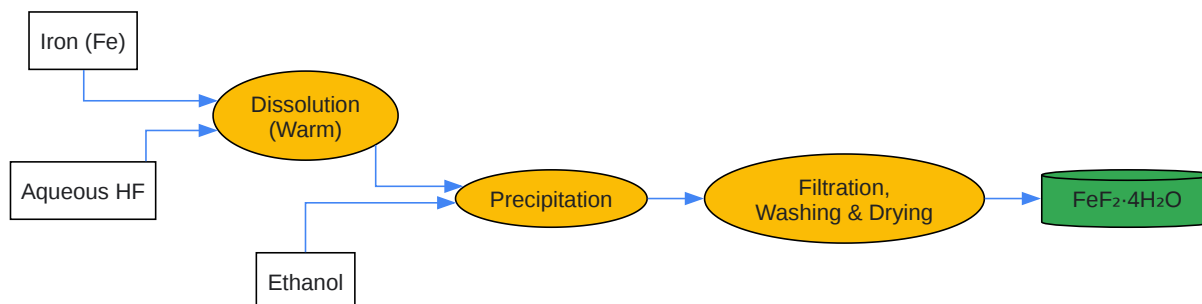 Iron (Fe)
Aqueous HF
Dissolution
(Warm)
Ethanol
Precipitation
Filtration,
Washing & Drying
FeF₂·4H₂O